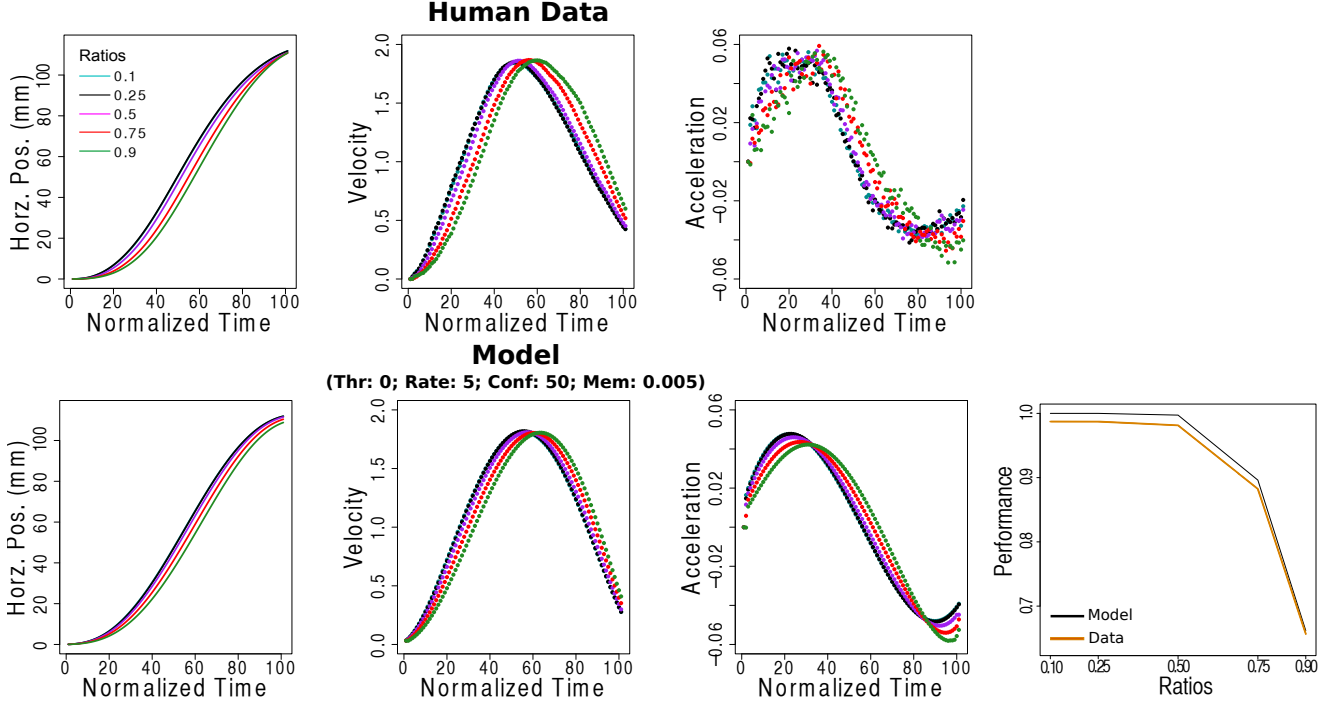 Human Data
Horz. Pos. (mm)
0 20 40 60 80 100
Ratios
0.1
0.25
0.5
0.75
0.9
0 20 40 60 80 100
Normalized Time
Velocity
0.0 0.5 1.0 1.5 2.0
0 20 40 60 80 100
Normalized Time
Acceleration
−0.06 −0.02 0.02 0.06
0 20 40 60 80 100
Normalized Time
Model
(Thr: 0; Rate: 5; Conf: 50; Mem: 0.005)
Horz. Pos. (mm)
0 20 40 60 80 100
0 20 40 60 80 100
Normalized Time
Velocity
0.0 0.5 1.0 1.5 2.0
0 20 40 60 80 100
Normalized Time
Acceleration
−0.06 −0.02 0.02 0.06
0 20 40 60 80 100
Normalized Time
Performance
0.7 0.8 0.9 1.0
Model
Data
0.10 0.25 0.50 0.75 0.90
Ratios